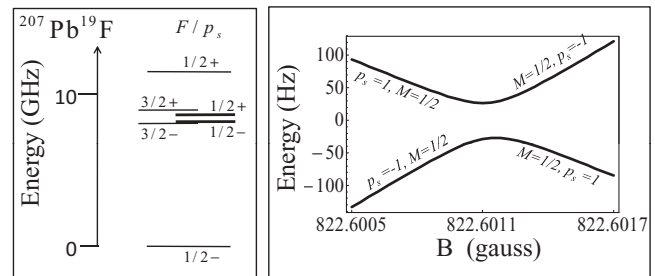 ²⁰⁷Pb¹⁹F
F/pₛ
Energy (GHz)
10
0
1/2+
3/2+
1/2+
3/2−
1/2−
1/2−
Energy (Hz)
100
50
0
−50
−100
pₛ=1, M=1/2
M=1/2, pₛ=-1
pₛ=-1, M=1/2
M=1/2, pₛ=1
822.6005
822.6011
822.6017
B (gauss)